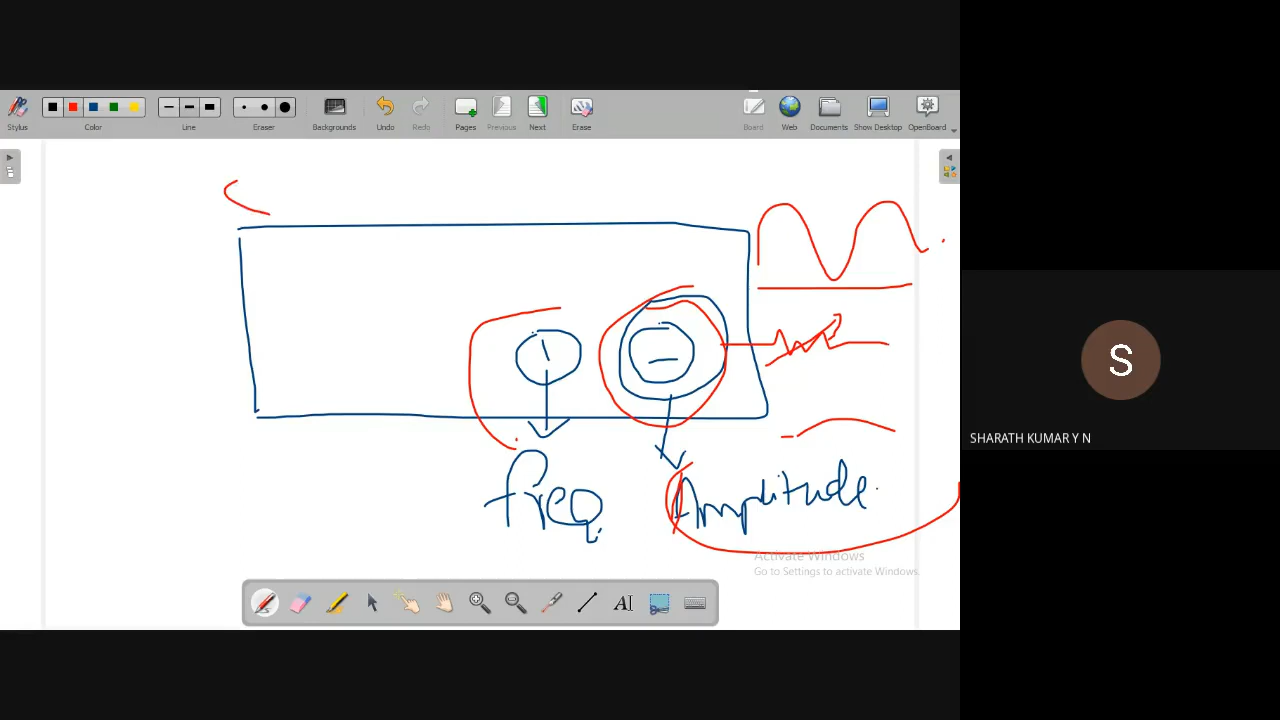 Stylus Color Line Eraser Backgrounds Undo Redo Pages Previous Next Erase Board Web Documents Show Desktop OpenBoard
freq.
Amplitude.
Activate Windows
Go to Settings to activate Windows.
AI
S
SHARATH KUMAR Y N